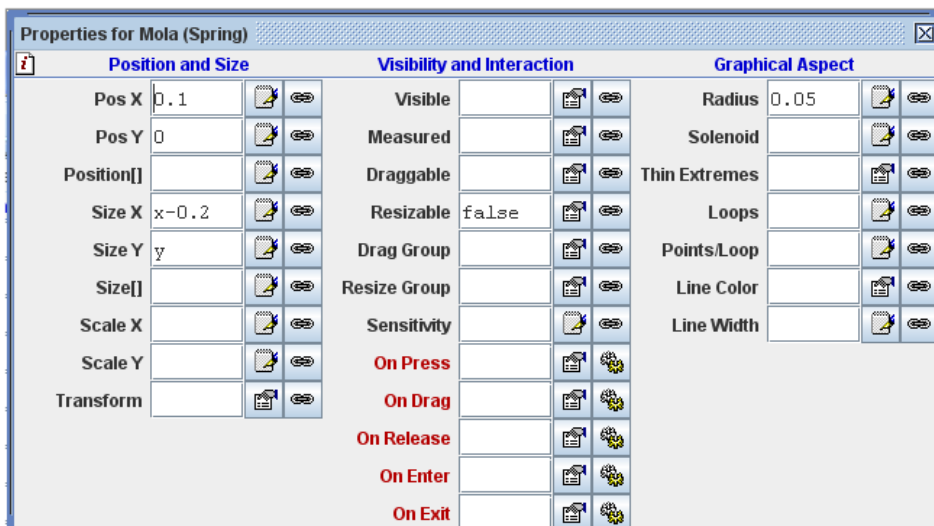 Properties for Mola (Spring)
i Position and Size Visibility and Interaction Graphical Aspect
Pos X 0.1 Visible Radius 0.05
Pos Y 0 Measured Solenoid
Position[] Draggable Thin Extremes
Size X x-0.2 Resizable false Loops
Size Y y Drag Group Points/Loop
Size[] Resize Group Line Color
Scale X Sensitivity Line Width
Scale Y On Press
Transform On Drag
On Release
On Enter
On Exit